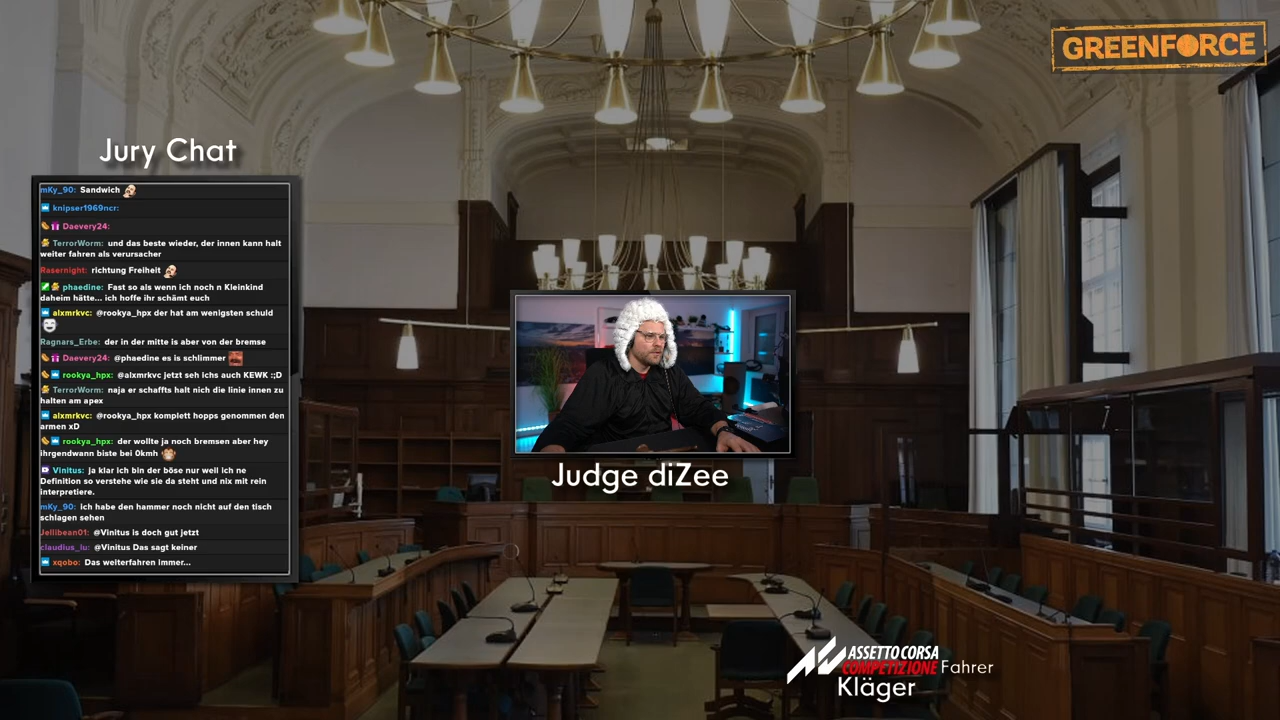 GREENFORCE
Jury Chat
mKy_90: Sandwich
knipser1969ncr:
Daevery24:
TerrorWorm: und das beste wieder, der innen kann halt
weiter fahren als verursacher
Rasernight: richtung Freiheit
phaedine: Fast so als wenn ich noch n Kleinkind
daheim hätte... ich hoffe ihr schämt euch
alxmrkvc: @rookya_hpx der hat am wenigsten schuld
Ragnars_Erbe: der in der mitte is aber von der bremse
Daevery24: @phaedine es is schlimmer
rookya_hpx: @alxmrkvc jetzt seh ichs auch KEKW ;;D
TerrorWorm: naja er schaffts halt nich die linie innen zu
halten am apex
alxmrkvc: @rookya_hpx komplett hopps genommen den
armen xD
rookya_hpx: der wollte ja noch bremsen aber hey
ihrgendwann biste bei 0kmh
Vinitus: ja klar ich bin der böse nur weil ich ne
Definition so verstehe wie sie da steht und nix mit rein
interpretiere.
mKy_90: ich habe den hammer noch nicht auf den tisch
schlagen sehen
Jellibean01: @Vinitus is doch gut jetzt
claudius_lu: @Vinitus Das sagt keiner
xqobo: Das weiterfahren immer...
Judge diZee
ASSETTO CORSA
COMPETIZIONE Fahrer
Kläger